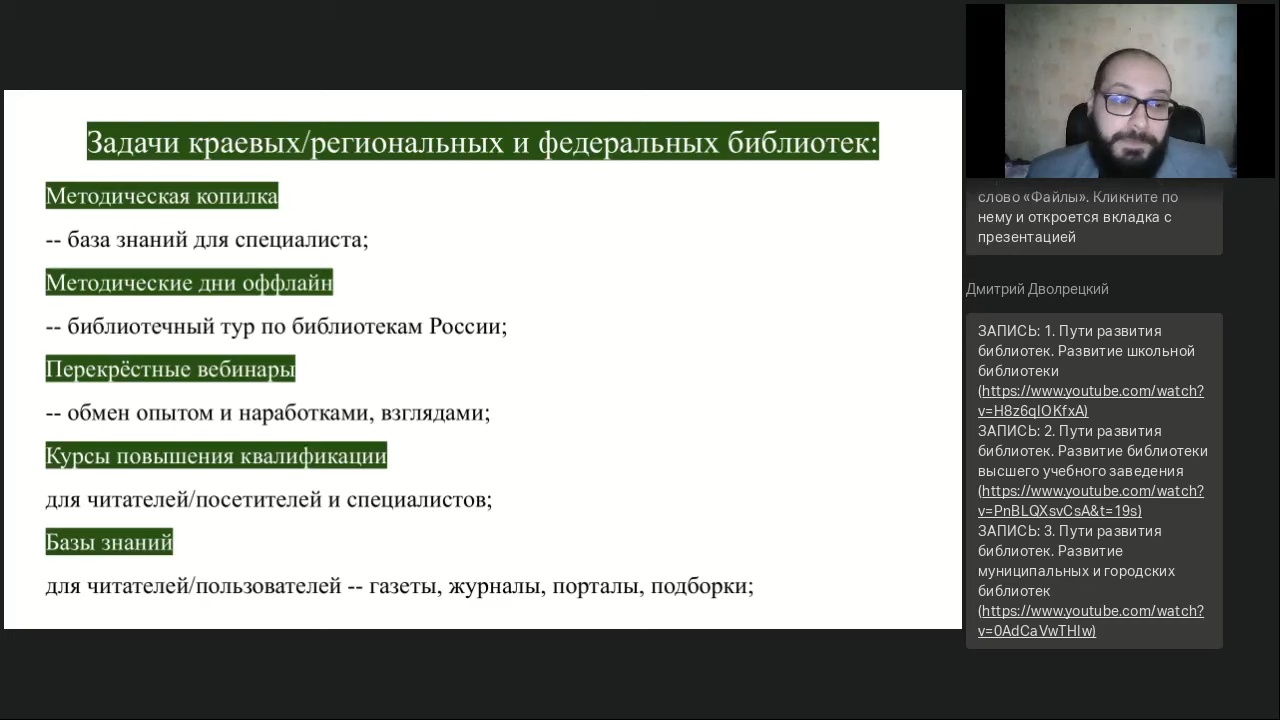 Задачи краевых/региональных и федеральных библиотек:
Методическая копилка
-- база знаний для специалиста;
Методические дни оффлайн
-- библиотечный тур по библиотекам России;
Перекрёстные вебинары
-- обмен опытом и наработками, взглядами;
Курсы повышения квалификации
для читателей/посетителей и специалистов;
Базы знаний
для читателей/пользователей -- газеты, журналы, порталы, подборки;
слово «Файлы». Кликните по
нему и откроется вкладка с
презентацией
Дмитрий Дволрецкий
ЗАПИСЬ: 1. Пути развития
библиотек. Развитие школьной
библиотеки
(https://www.youtube.com/watch?
v=H8z6qIOKfxA)
ЗАПИСЬ: 2. Пути развития
библиотек. Развитие библиотеки
высшего учебного заведения
(https://www.youtube.com/watch?
v=PnBLQXsvCsA&t=19s)
ЗАПИСЬ: 3. Пути развития
библиотек. Развитие
муниципальных и городских
библиотек
(https://www.youtube.com/watch?
v=0AdCaVwTHIw)